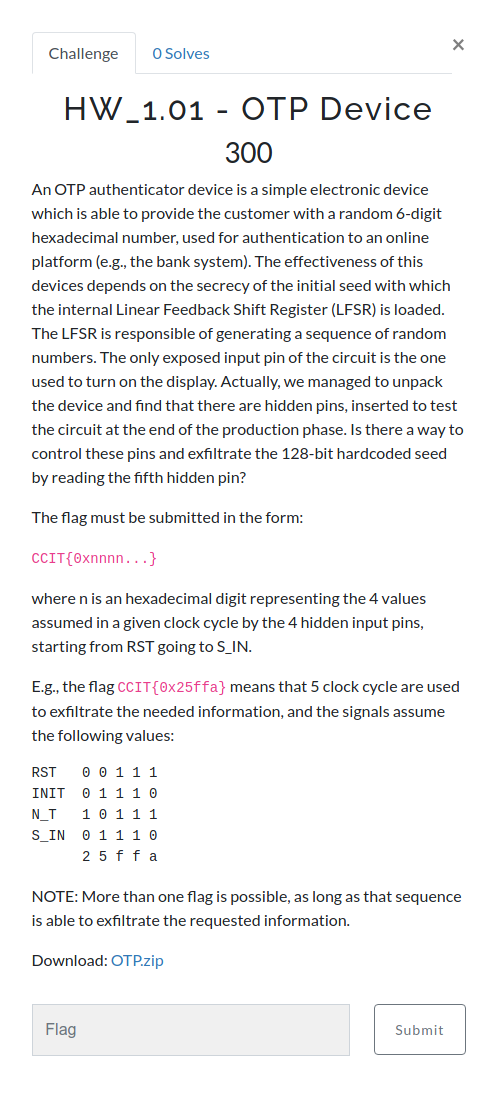 Challenge
0 Solves
×
HW_1.01 - OTP Device
300
An OTP authenticator device is a simple electronic device
which is able to provide the customer with a random 6-digit
hexadecimal number, used for authentication to an online
platform (e.g., the bank system). The effectiveness of this
devices depends on the secrecy of the initial seed with which
the internal Linear Feedback Shift Register (LFSR) is loaded.
The LFSR is responsible of generating a sequence of random
numbers. The only exposed input pin of the circuit is the one
used to turn on the display. Actually, we managed to unpack
the device and find that there are hidden pins, inserted to test
the circuit at the end of the production phase. Is there a way to
control these pins and exfiltrate the 128-bit hardcoded seed
by reading the fifth hidden pin?
The flag must be submitted in the form:
CCIT{0xnnnn...}
where n is an hexadecimal digit representing the 4 values
assumed in a given clock cycle by the 4 hidden input pins,
starting from RST going to S_IN.
E.g., the flag CCIT{0x25ffa} means that 5 clock cycle are used
to exfiltrate the needed information, and the signals assume
the following values:
RST 0 0 1 1 1
INIT 0 1 1 1 0
N_T 1 0 1 1 1
S_IN 0 1 1 1 0
2 5 f f a
NOTE: More than one flag is possible, as long as that sequence
is able to exfiltrate the requested information.
Download: OTP.zip
Flag
Submit